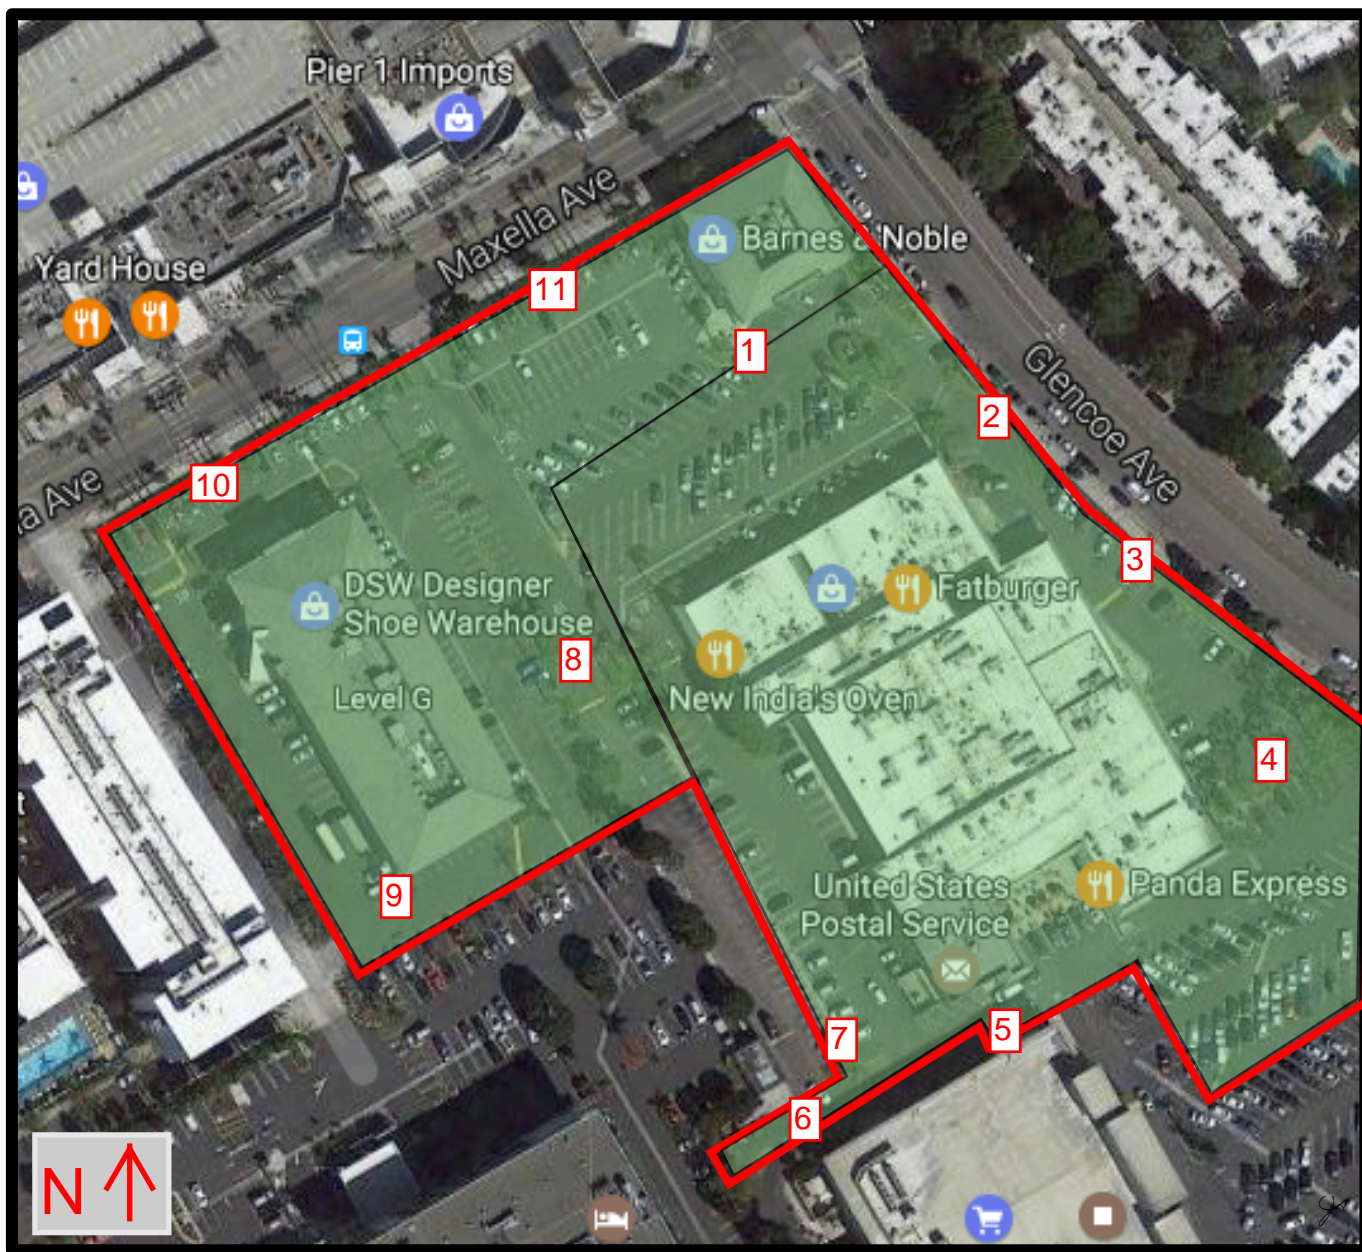 Pier 1 Imports
Maxella Ave
Barnes & Noble
Yard House
11
1
Glencoe Ave
2
10
a Ave
3
DSW Designer
Shoe Warehouse
Fatburger
8
Level G
New India's Oven
4
9
United States
Postal Service
Panda Express
5
7
6
N